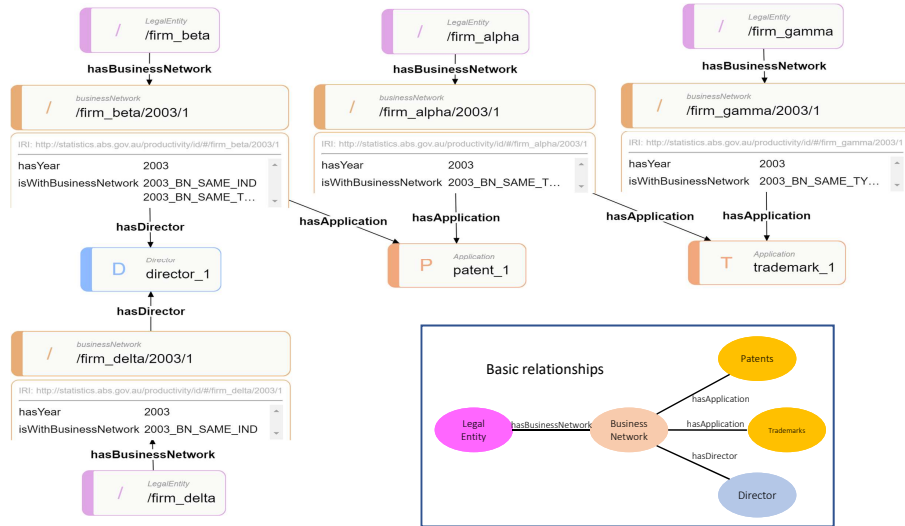 LegalEntity
/
/firm_beta
LegalEntity
/
/firm_alpha
LegalEntity
/
/firm_gamma
hasBusinessNetwork
hasBusinessNetwork
hasBusinessNetwork
businessNetwork
/
/firm_beta/2003/1
businessNetwork
/
/firm_alpha/2003/1
businessNetwork
/
/firm_gamma/2003/1
IRI: http://statistics.abs.gov.au/productivity/id/#/firm_beta/2003/1
hasYear 2003
isWithBusinessNetwork 2003_BN_SAME_IND
2003_BN_SAME_T...
IRI: http://statistics.abs.gov.au/productivity/id/#/firm_alpha/2003/1
hasYear 2003
isWithBusinessNetwork 2003_BN_SAME_T...
IRI: http://statistics.abs.gov.au/productivity/id/#/firm_gamma/2003/1
hasYear 2003
isWithBusinessNetwork 2003_BN_SAME_TY...
hasDirector
hasApplication
hasApplication
hasApplication
hasApplication
Director
D
director_1
Application
P
patent_1
Application
T
trademark_1
hasDirector
businessNetwork
/
/firm_delta/2003/1
IRI: http://statistics.abs.gov.au/productivity/id/#/firm_delta/2003/1
hasYear 2003
isWithBusinessNetwork 2003_BN_SAME_IND
hasBusinessNetwork
LegalEntity
/
/firm_delta
Basic relationships
Patents
hasApplication
Legal
Entity
hasBusinessNetwork
Business
Network
hasApplication
Trademarks
hasDirector
Director